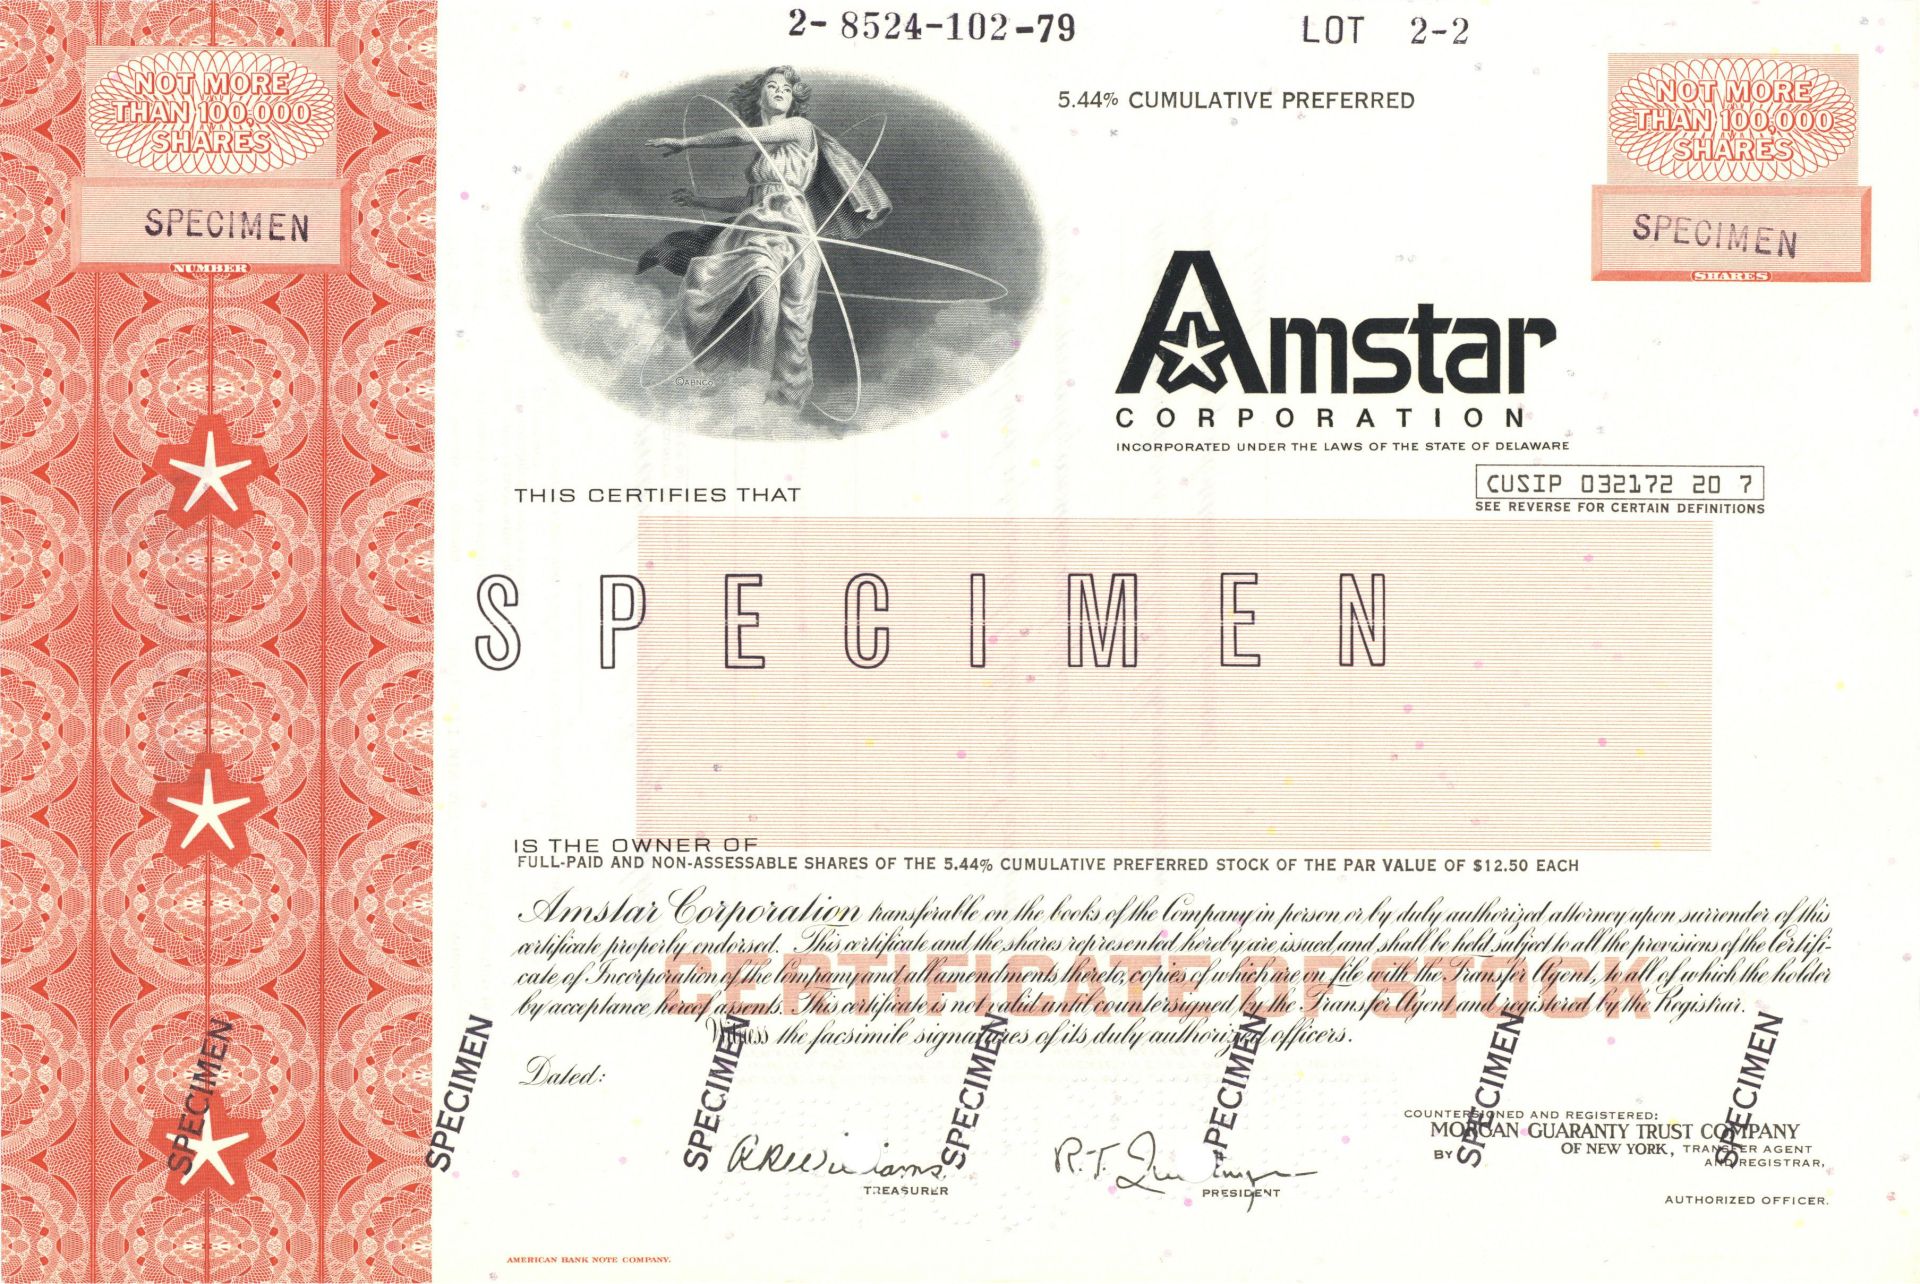 2- 8524-102-79 LOT 2-2
NOT MORE
THAN 100,000
SHARES
SPECIMEN
NUMBER
©ABNCo
5.44% CUMULATIVE PREFERRED
NOT MORE
THAN 100,000
SHARES
SPECIMEN
SHARES
Amstar
CORPORATION
INCORPORATED UNDER THE LAWS OF THE STATE OF DELAWARE
CUSIP 032172 20 7
SEE REVERSE FOR CERTAIN DEFINITIONS
THIS CERTIFIES THAT
SPECIMEN
IS THE OWNER OF
FULL-PAID AND NON-ASSESSABLE SHARES OF THE 5.44% CUMULATIVE PREFERRED STOCK OF THE PAR VALUE OF $12.50 EACH
Amstar Corporation transferable on the books of the Company in person or by duly authorized attorney upon surrender of this
certificate properly endorsed. This certificate and the shares represented hereby are issued and shall be held subject to all the provisions of the Certifi-
cate of Incorporation of the Company and all amendments thereto, copies of which are on file with the Transfer Agent, to all of which the holder
by acceptance hereof assents. This certificate is not valid until countersigned by the Transfer Agent and registered by the Registrar.
CERTIFICATE OF STOCK
Witness the facsimile signatures of its duly authorized officers.
Dated:
SPECIMEN
SPECIMEN
SPECIMEN
SPECIMEN
SPECIMEN
SPECIMEN
SPECIMEN
COUNTERSIGNED AND REGISTERED:
MORGAN GUARANTY TRUST COMPANY
OF NEW YORK, TRANSFER AGENT
BY AND REGISTRAR,
Williams
TREASURER
R.T.
PRESIDENT
AUTHORIZED OFFICER.
AMERICAN BANK NOTE COMPANY.